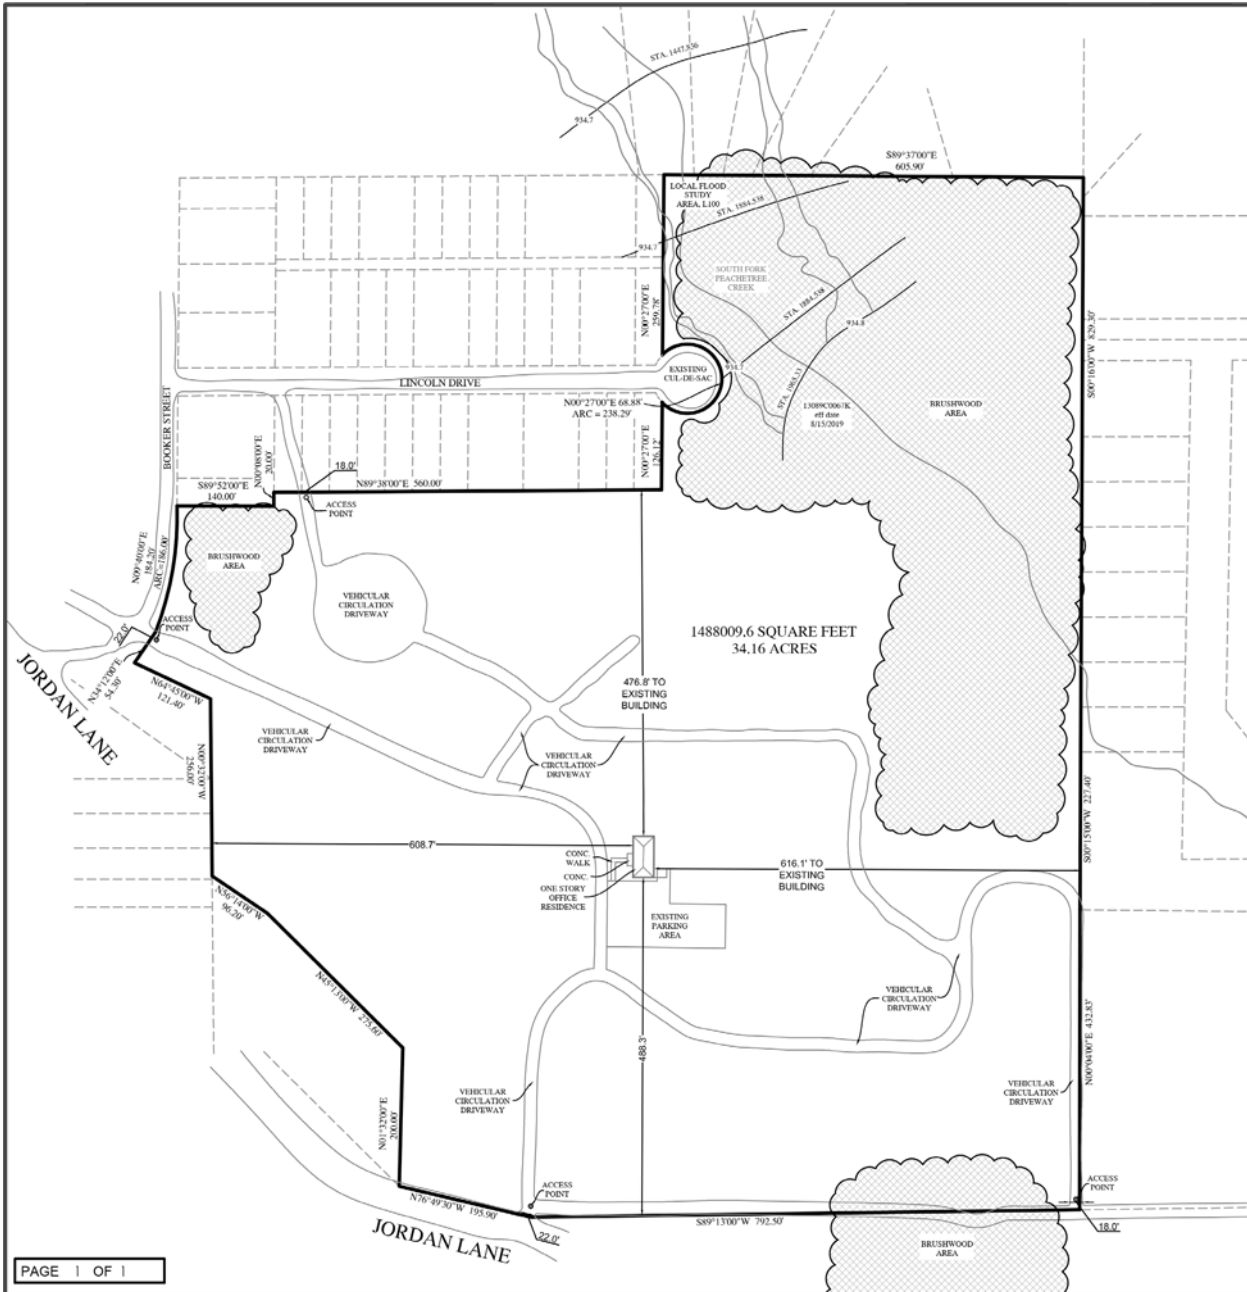 STA. 1447.836
934.7
S89°37'00"E
605.90'
LOCAL FLOOD
STUDY
AREA, L100
STA. 1884.538
934.7
SOUTH FORK
PEACHETREE
CREEK
STA. 1884.538
934.8
N00°27'00"E
259.78'
S00°16'00"W 829.30'
EXISTING
CUL-DE-SAC
934.7
STA. 1965.33
LINCOLN DRIVE
BOOKER STREET
N00°27'00"E 68.88'
ARC = 238.29'
13089C0067K
eff date
8/15/2019
BRUSHWOOD
AREA
N00°27'00"E
126.12'
N00°08'00"E
20.00'
18.0'
S89°52'00"E
140.00'
N89°38'00"E 560.00'
ACCESS
POINT
N09°40'00"E
184.20'
ARC=186.00'
BRUSHWOOD
AREA
VEHICULAR
CIRCULATION
DRIVEWAY
ACCESS
POINT
22.0'
1488009.6 SQUARE FEET
34.16 ACRES
JORDAN LANE
N34°12'00"E
54.30'
N64°45'00"W
121.40'
476.8' TO
EXISTING
BUILDING
VEHICULAR
CIRCULATION
DRIVEWAY
VEHICULAR
CIRCULATION
DRIVEWAY
N00°32'00"W
256.00'
S00°15'00"W 227.40'
608.7'
CONC.
WALK
CONC.
ONE STORY
OFFICE
RESIDENCE
616.1' TO
EXISTING
BUILDING
N56°14'00"W
96.20'
EXISTING
PARKING
AREA
N45°13'00"W 275.60'
VEHICULAR
CIRCULATION
DRIVEWAY
488.3'
N00°04'00"E 432.83'
VEHICULAR
CIRCULATION
DRIVEWAY
VEHICULAR
CIRCULATION
DRIVEWAY
N01°32'00"E
200.00'
N76°49'30"W 195.90'
ACCESS
POINT
ACCESS
POINT
JORDAN LANE
22.0'
S89°13'00"W 792.50'
18.0'
BRUSHWOOD
AREA
PAGE 1 OF 1